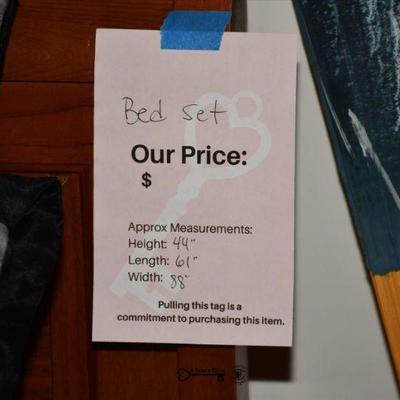 Bed Set
Our Price:
$
Approx Measurements:
Height: 44"
Length: 61"
Width: 88"
Pulling this tag is a
commitment to purchasing this item.